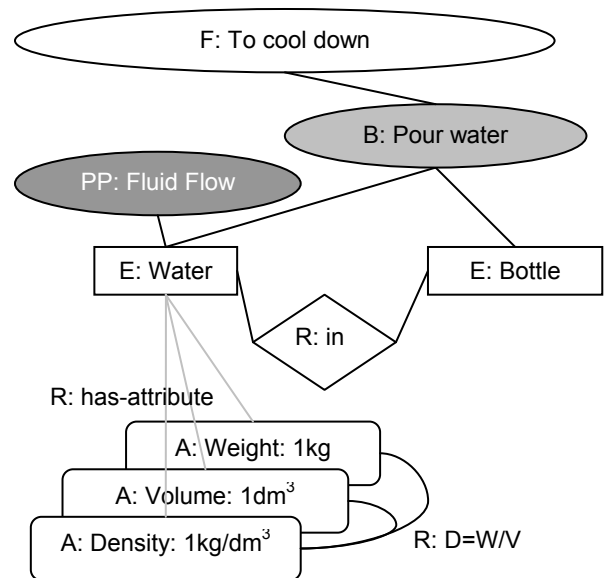 F: To cool down
B: Pour water
PP: Fluid Flow
E: Water
E: Bottle
R: in
R: has-attribute
A: Weight: 1kg
A: Volume: 1dm³
A: Density: 1kg/dm³
R: D=W/V